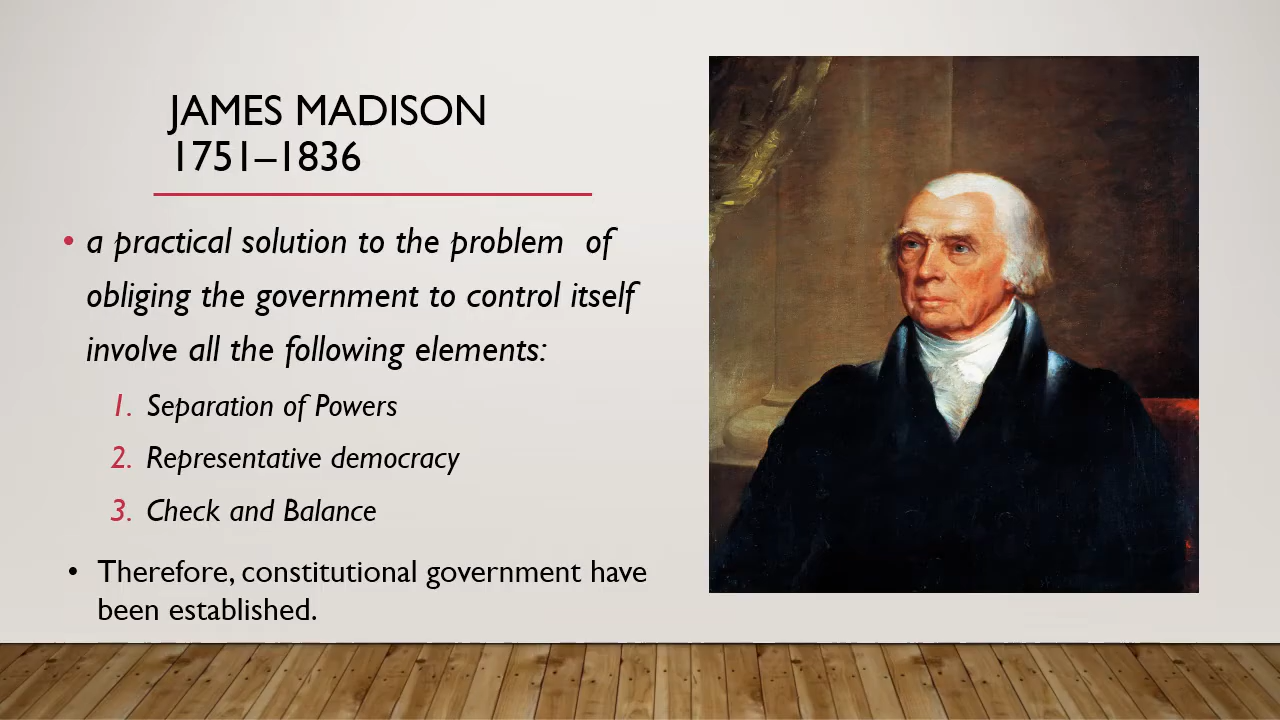 JAMES MADISON
1751–1836
• a practical solution to the problem  of
obliging the government to control itself
involve all the following elements:
1. Separation of Powers
2. Representative democracy
3. Check and Balance
• Therefore, constitutional government have
been established.